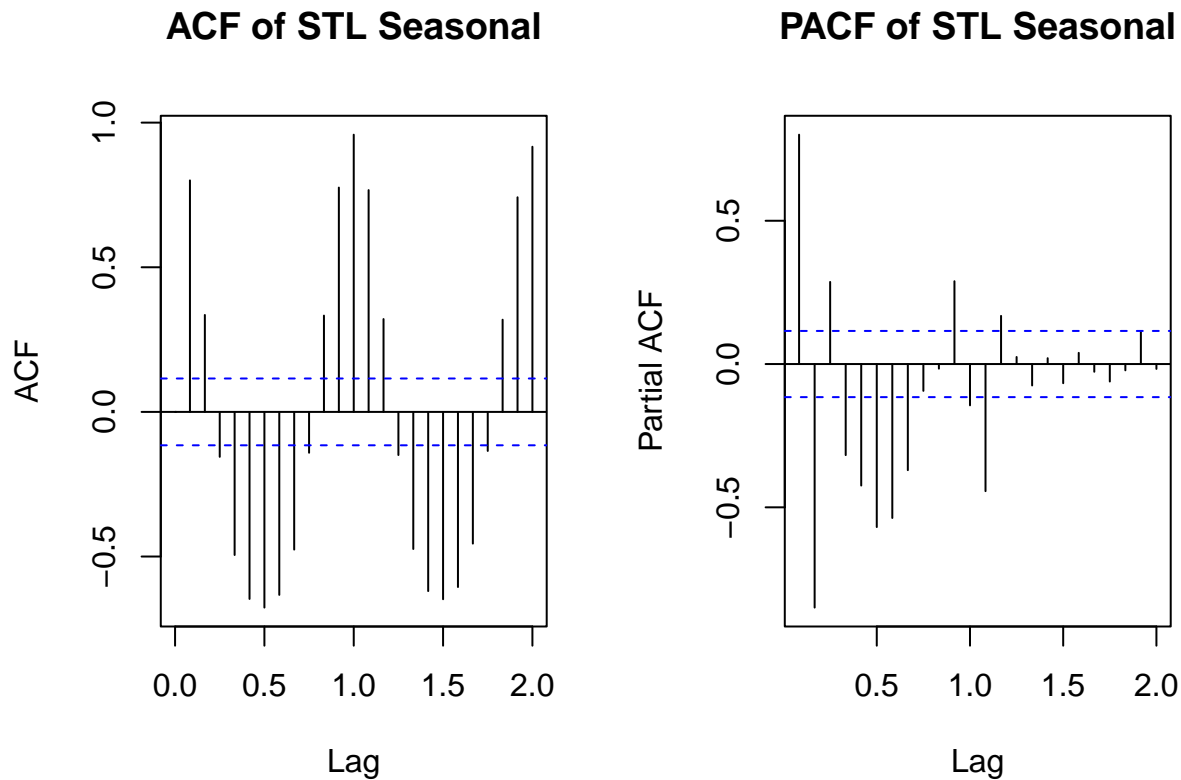 ACF of STL Seasonal
ACF
1.0
0.5
0.0
−0.5
0.0 0.5 1.0 1.5 2.0
Lag
PACF of STL Seasonal
Partial ACF
0.5
0.0
−0.5
0.5 1.0 1.5 2.0
Lag